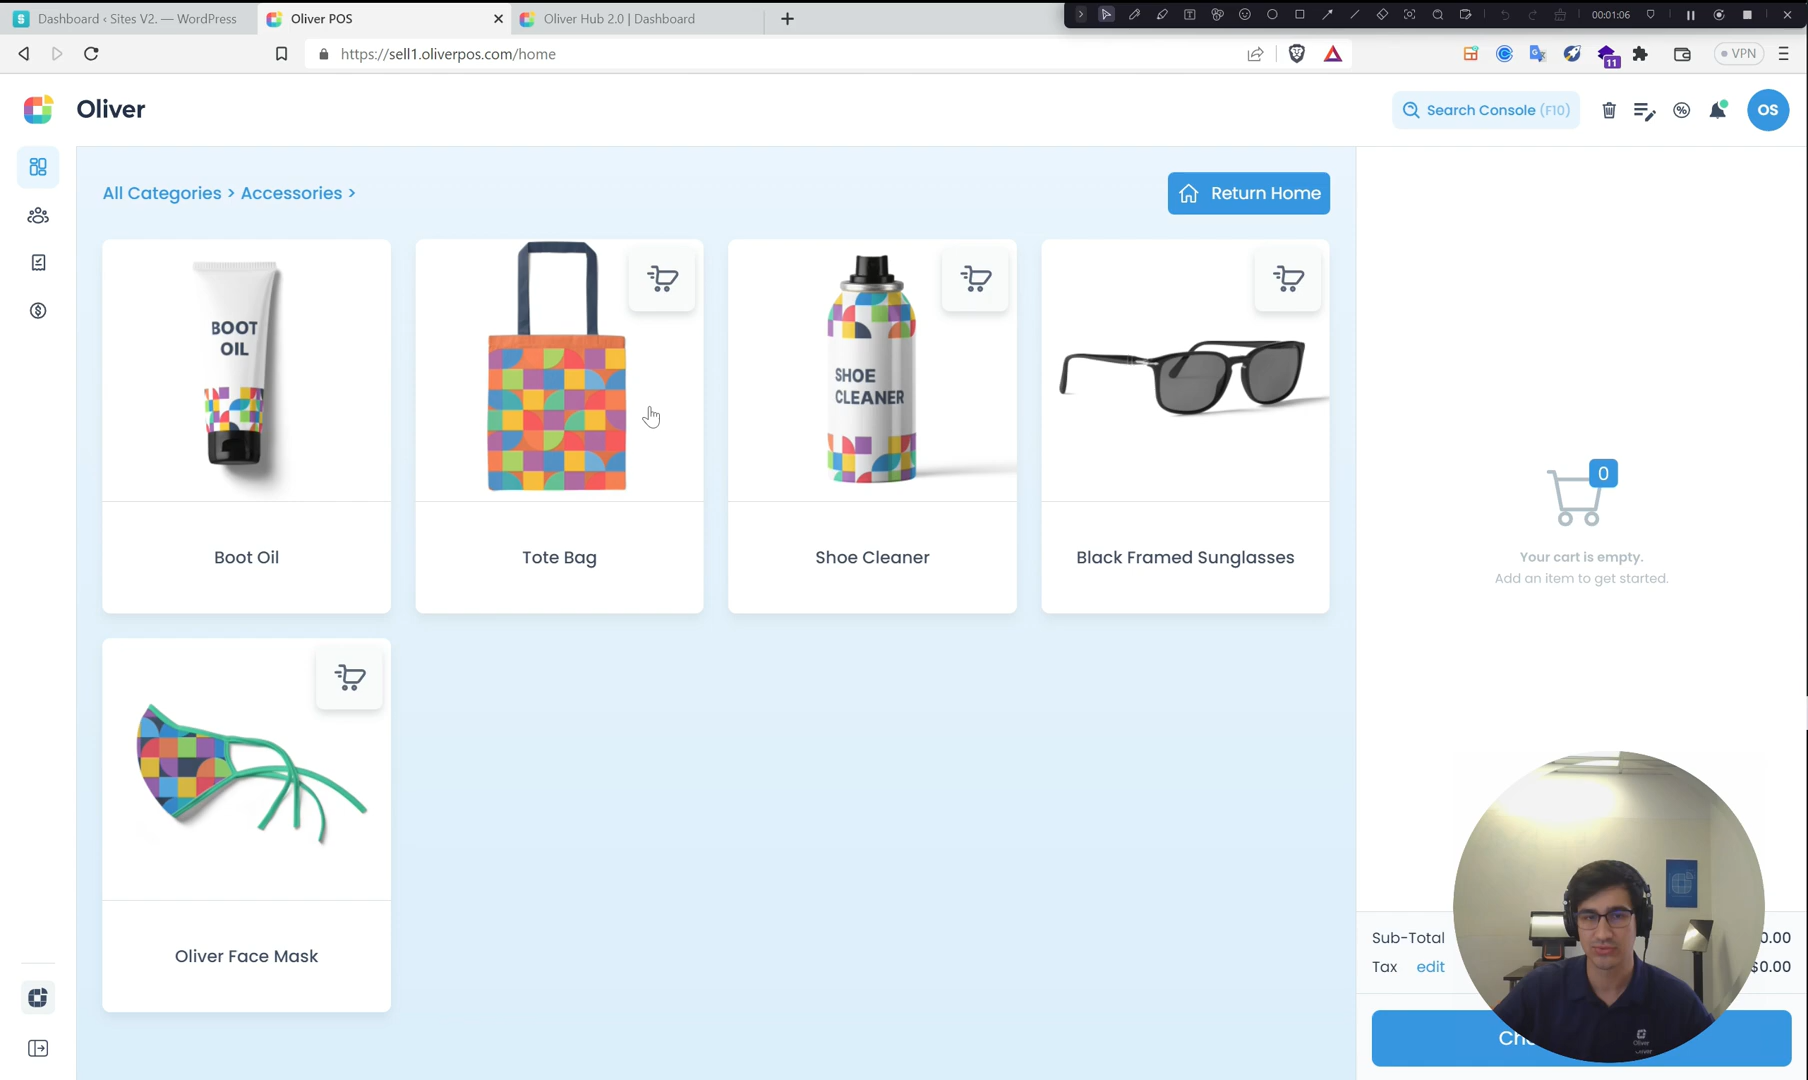 Dashboard ‹ Sites V2. — WordPress
Oliver POS
Oliver Hub 2.0 | Dashboard
00:01:06
https://sell1.oliverpos.com/home
11
VPN
Oliver
Search Console (F10)
OS
All Categories > Accessories >
Return Home
BOOT
OIL
SHOE
CLEANER
Boot Oil
Tote Bag
Shoe Cleaner
Black Framed Sunglasses
0
Your cart is empty.
Add an item to get started.
Oliver Face Mask
Sub-Total
0.00
Tax edit
$0.00